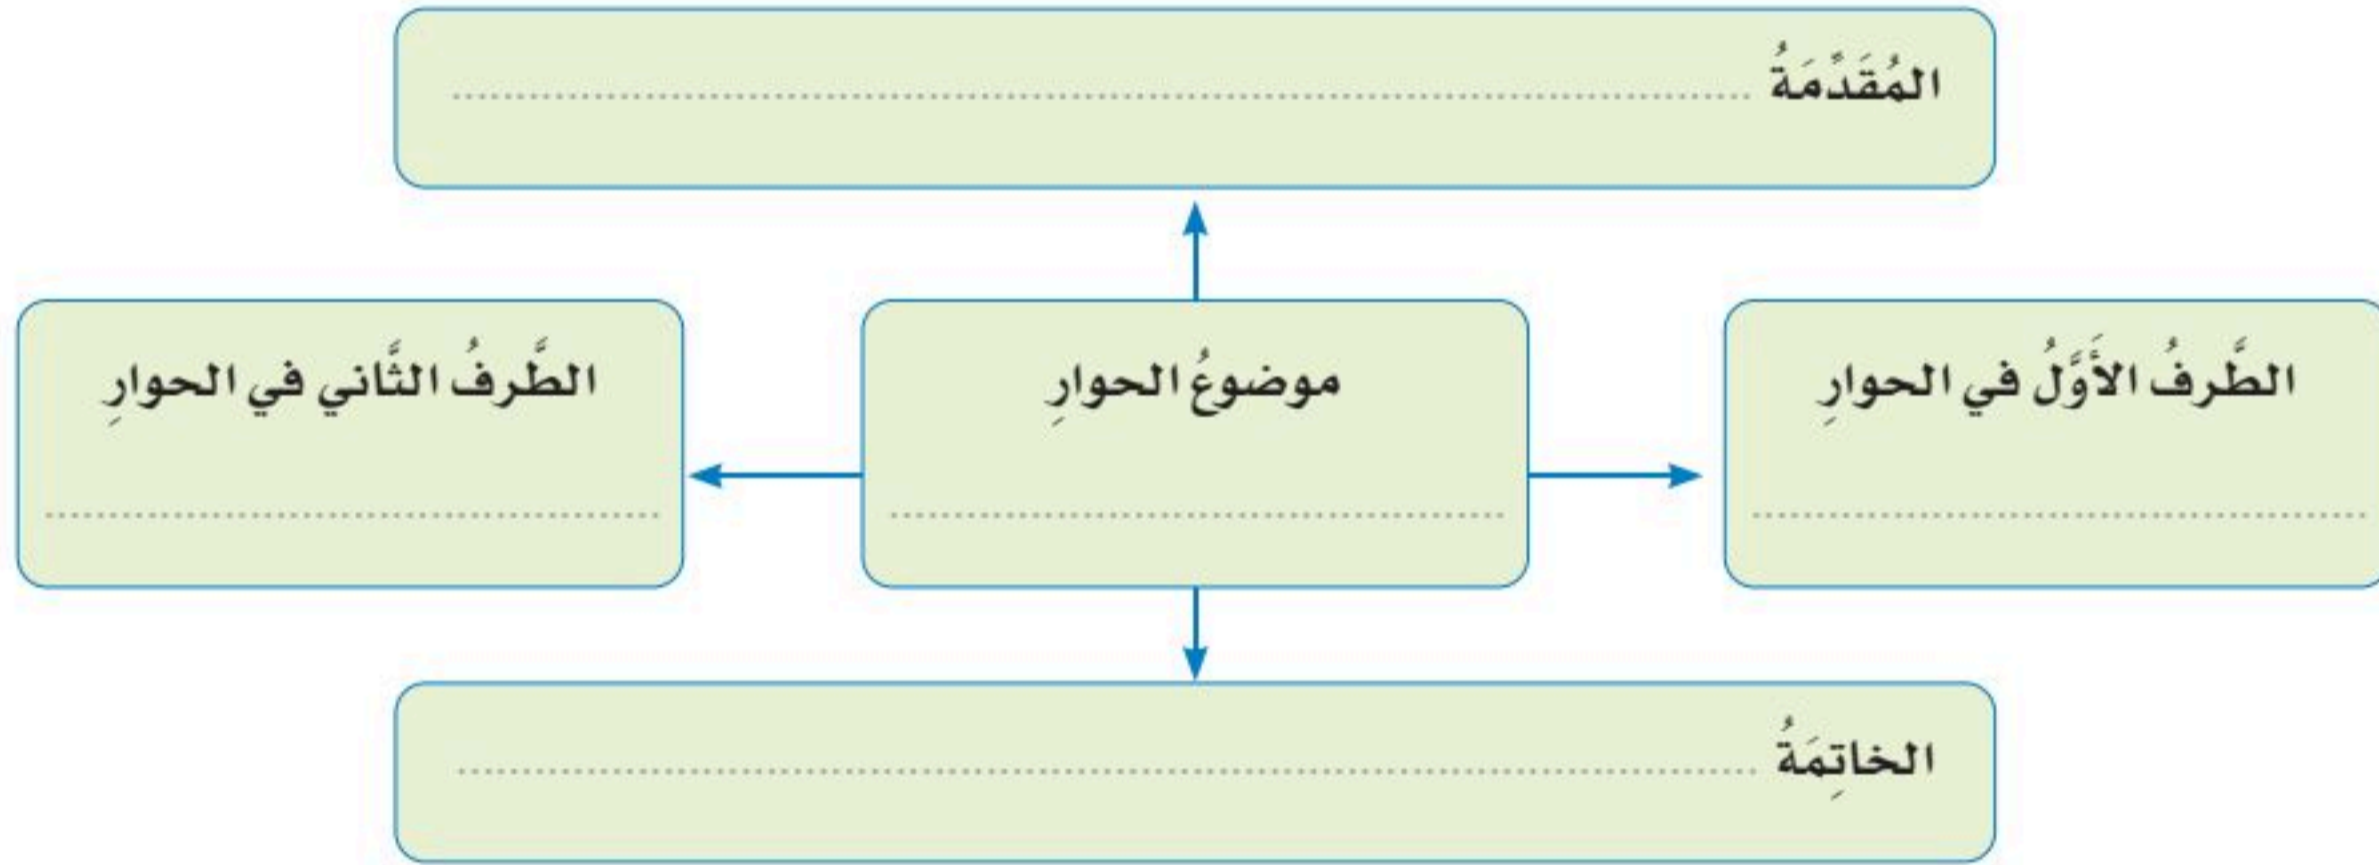 المُقَدِّمَةُ ........................................
الطَّرفُ الأَوَّلُ في الحوارِ
........................................
موضوعُ الحوارِ
........................................
الطَّرفُ الثَّاني في الحوارِ
........................................
الخاتِمَةُ ........................................